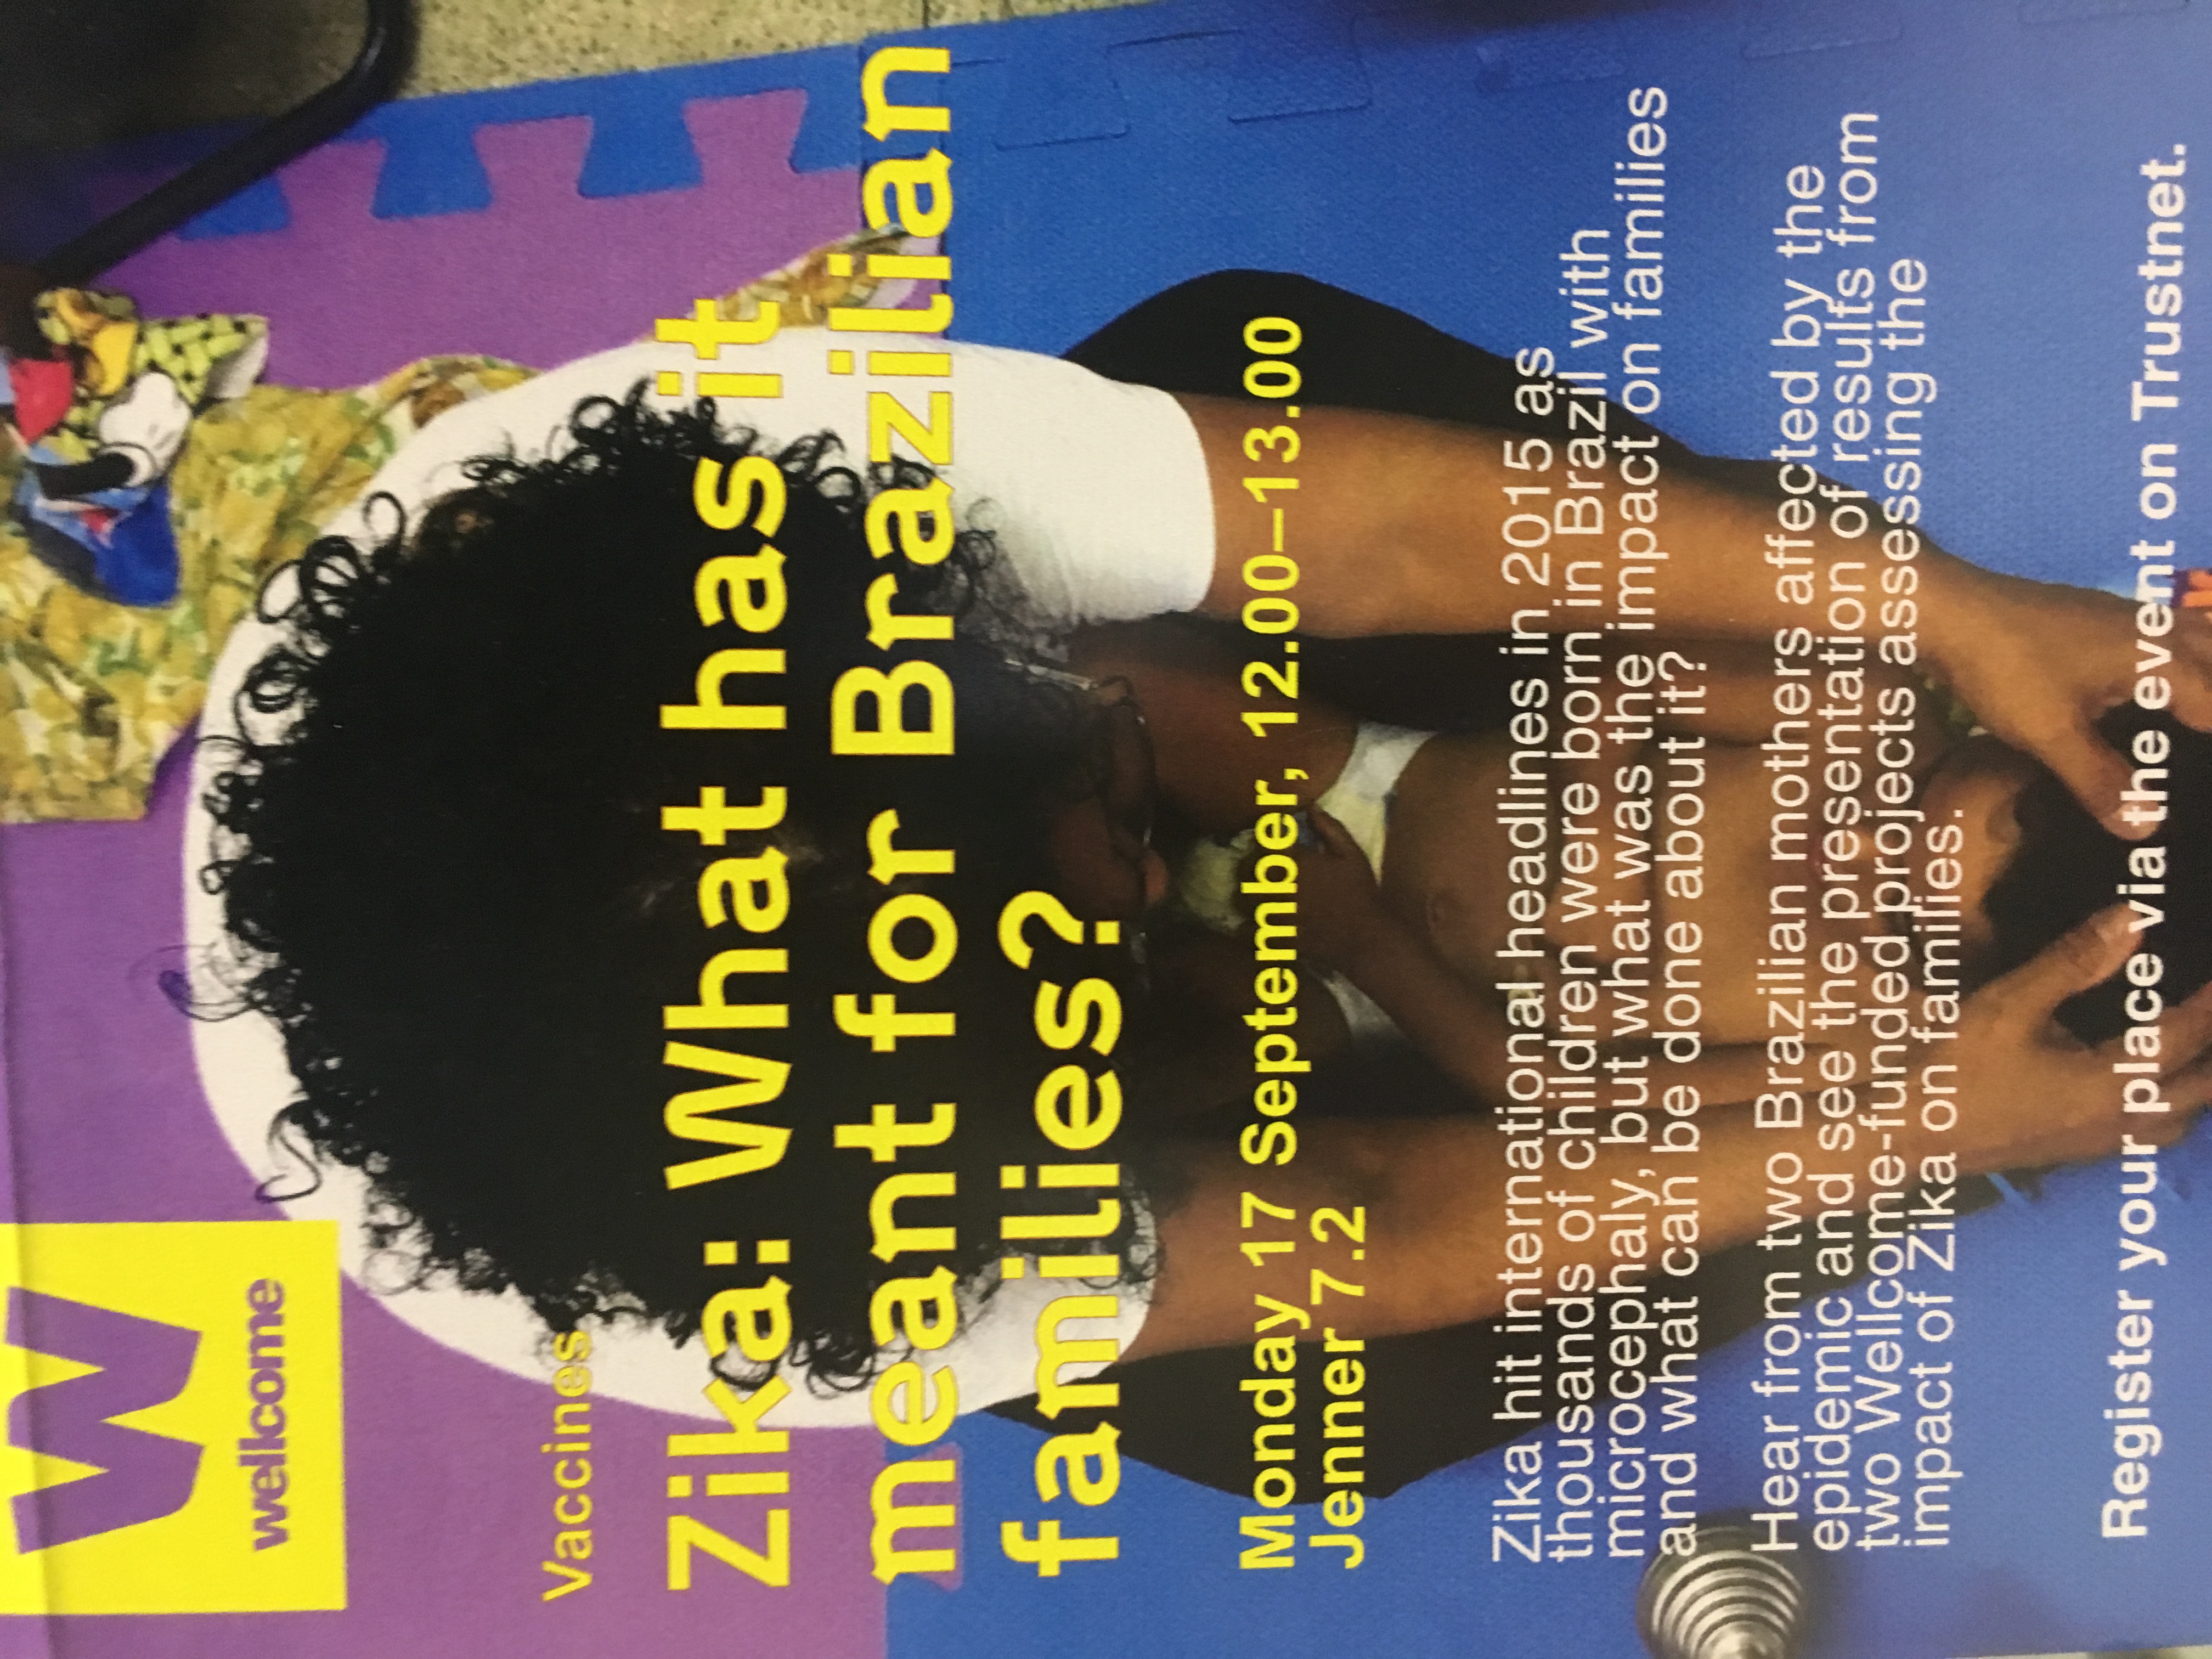 W
wellcome
Vaccines
Zika: What has it
meant for Brazilian
families?
Monday 17 September, 12.00–13.00
Jenner 7.2
Zika hit international headlines in 2015 as
thousands of children were born in Brazil with
microcephaly, but what was the impact on families
and what can be done about it?
Hear from two Brazilian mothers affected by the
epidemic and see the presentation of results from
two Wellcome-funded projects assessing the
impact of Zika on families.
Register your place via the event on Trustnet.